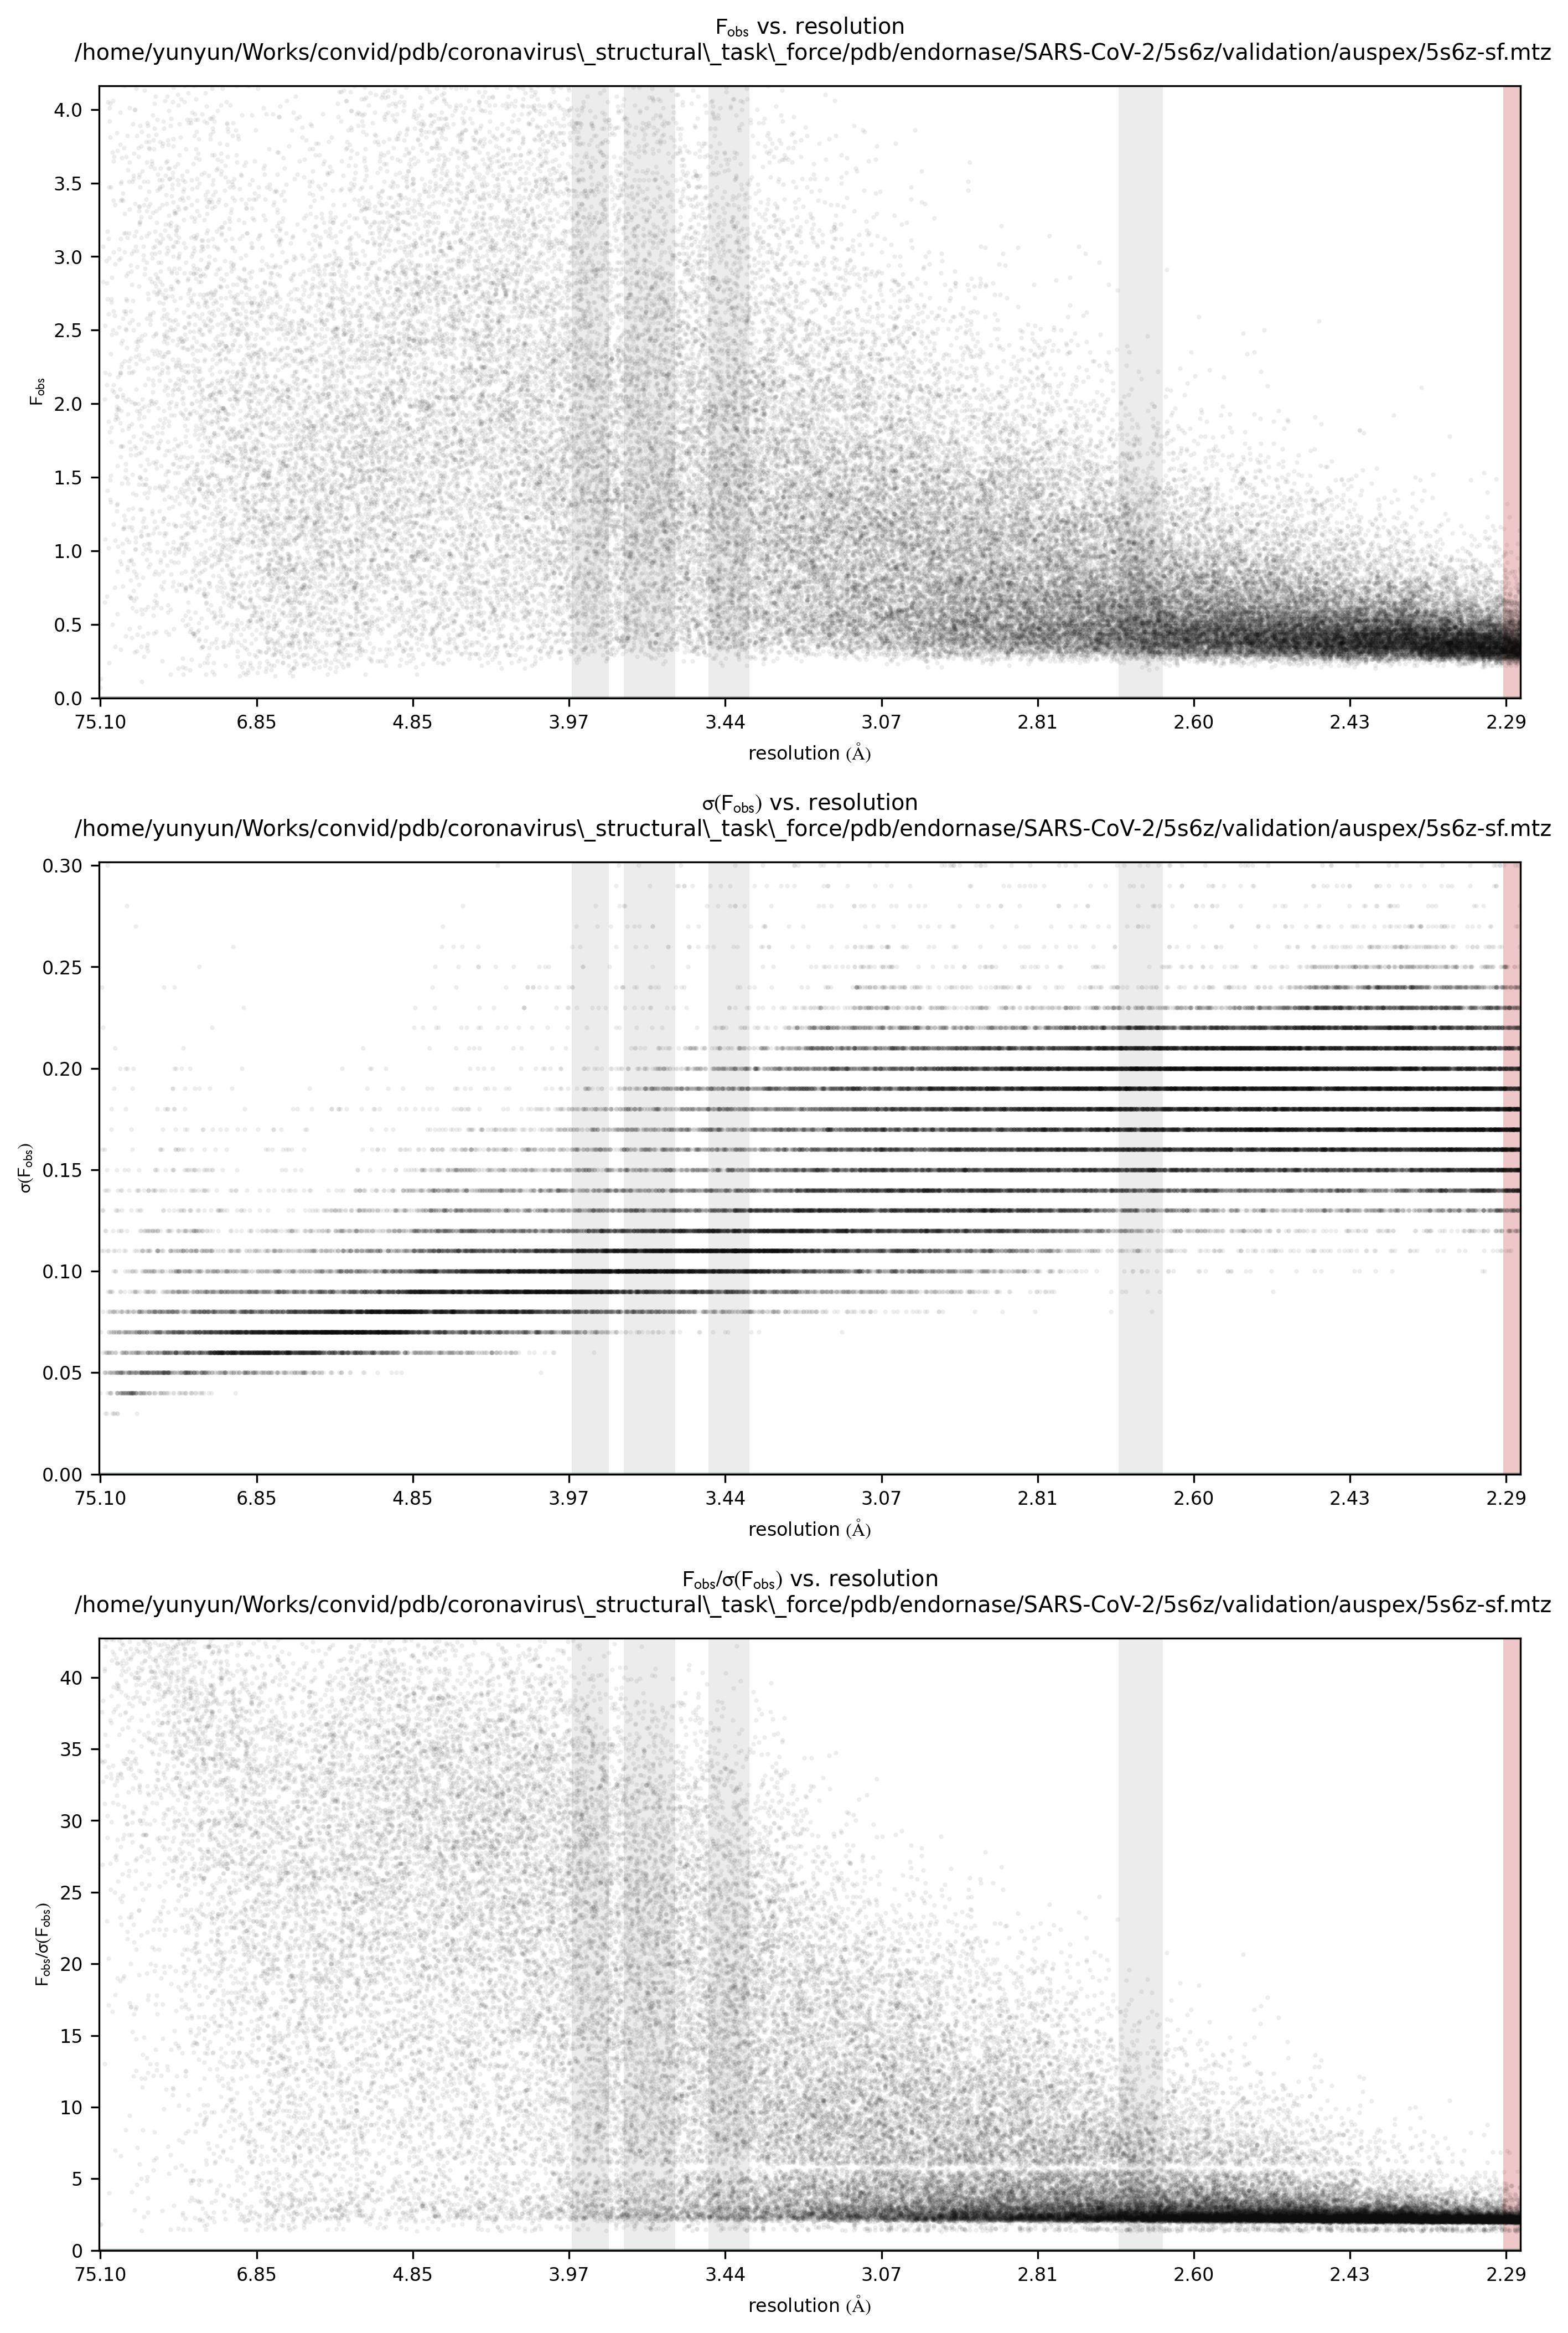 Fobs vs. resolution
/home/yunyun/Works/convid/pdb/coronavirus\_structural\_task\_force/pdb/endornase/SARS-CoV-2/5s6z/validation/auspex/5s6z-sf.mtz
4.0
3.5
3.0
2.5
2.0
1.5
1.0
0.5
0.0
Fobs
75.10 6.85 4.85 3.97 3.44 3.07 2.81 2.60 2.43 2.29
resolution (Å)
σ(Fobs) vs. resolution
/home/yunyun/Works/convid/pdb/coronavirus\_structural\_task\_force/pdb/endornase/SARS-CoV-2/5s6z/validation/auspex/5s6z-sf.mtz
0.30
0.25
0.20
0.15
0.10
0.05
0.00
σ(Fobs)
75.10 6.85 4.85 3.97 3.44 3.07 2.81 2.60 2.43 2.29
resolution (Å)
Fobs/σ(Fobs) vs. resolution
/home/yunyun/Works/convid/pdb/coronavirus\_structural\_task\_force/pdb/endornase/SARS-CoV-2/5s6z/validation/auspex/5s6z-sf.mtz
40
35
30
25
20
15
10
5
0
Fobs/σ(Fobs)
75.10 6.85 4.85 3.97 3.44 3.07 2.81 2.60 2.43 2.29
resolution (Å)